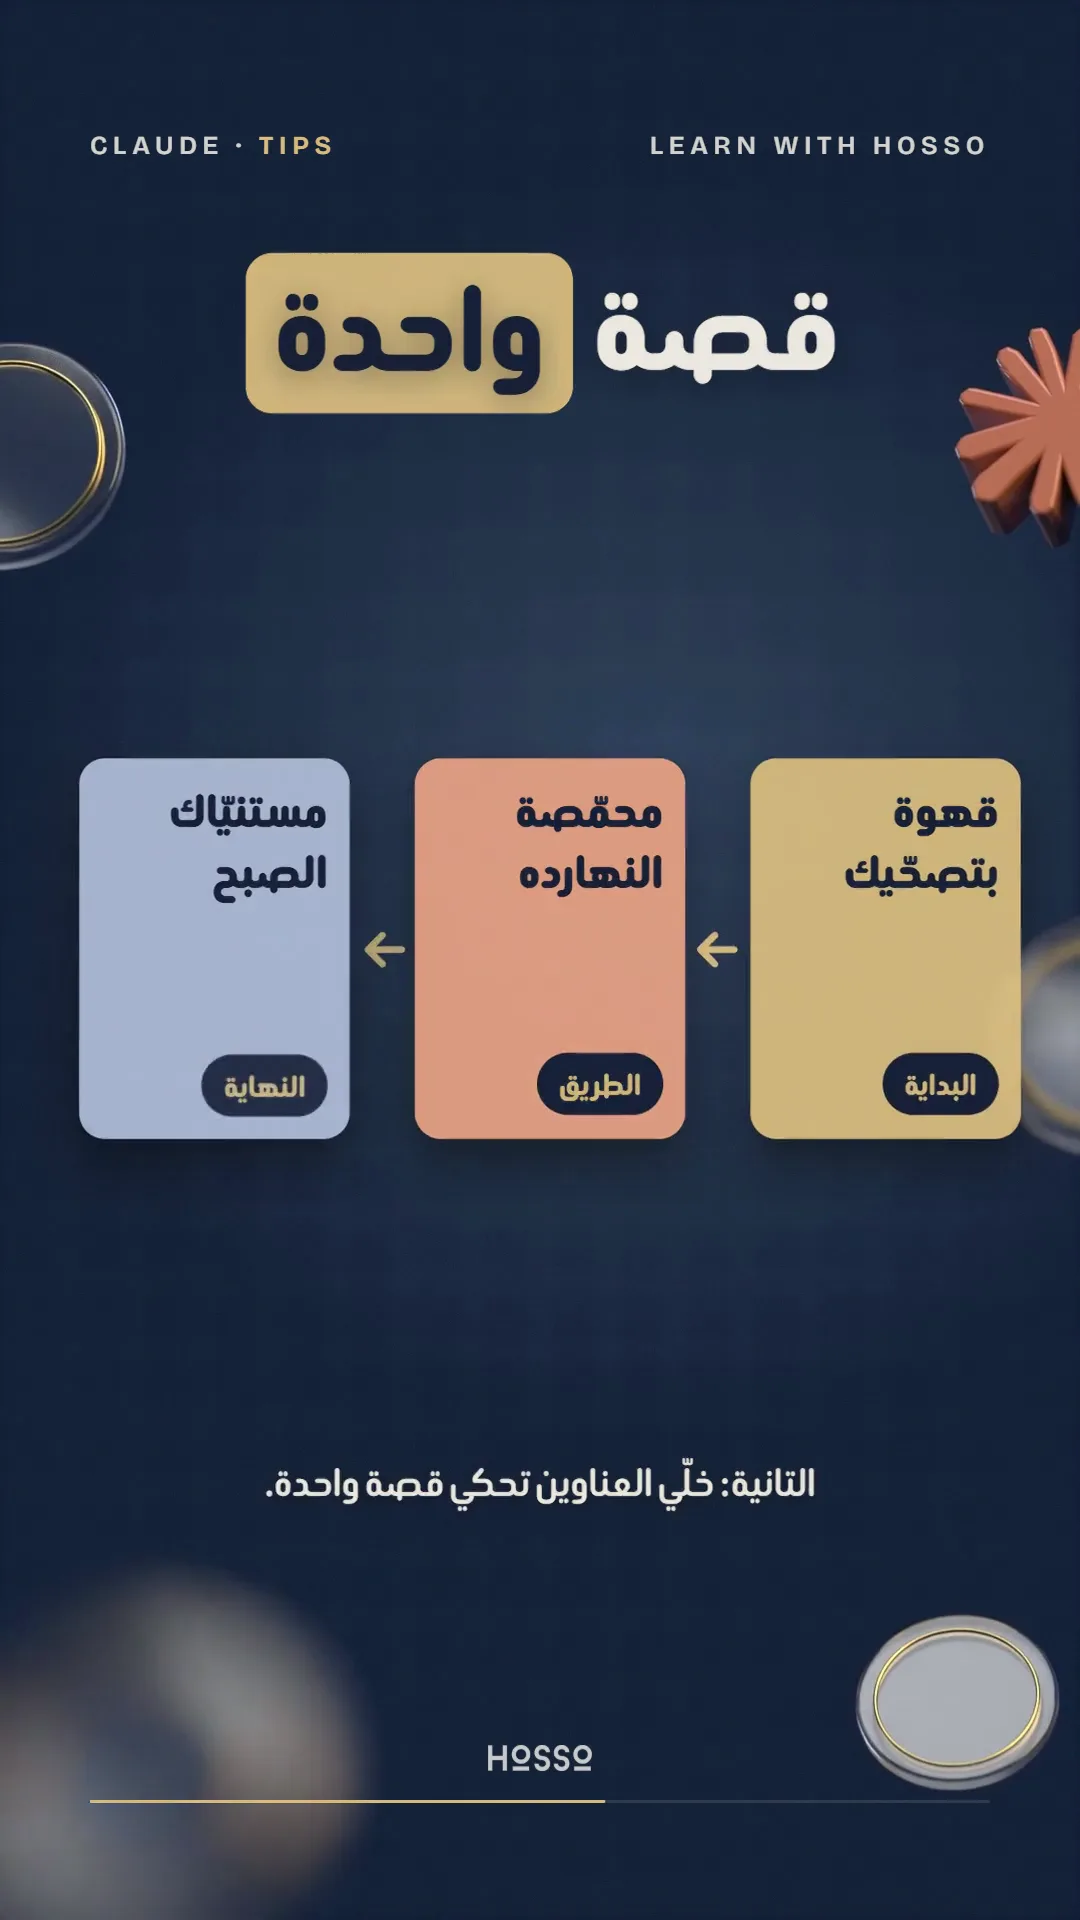 CLAUDE · TIPS
LEARN WITH HOSSO
قصة واحدة
قهوة
بتصحّيك
البداية
محمّصة
النهارده
الطريق
مستنيّاك
الصبح
النهاية
التانية: خلّي العناوين تحكي قصة واحدة.
HOSSO